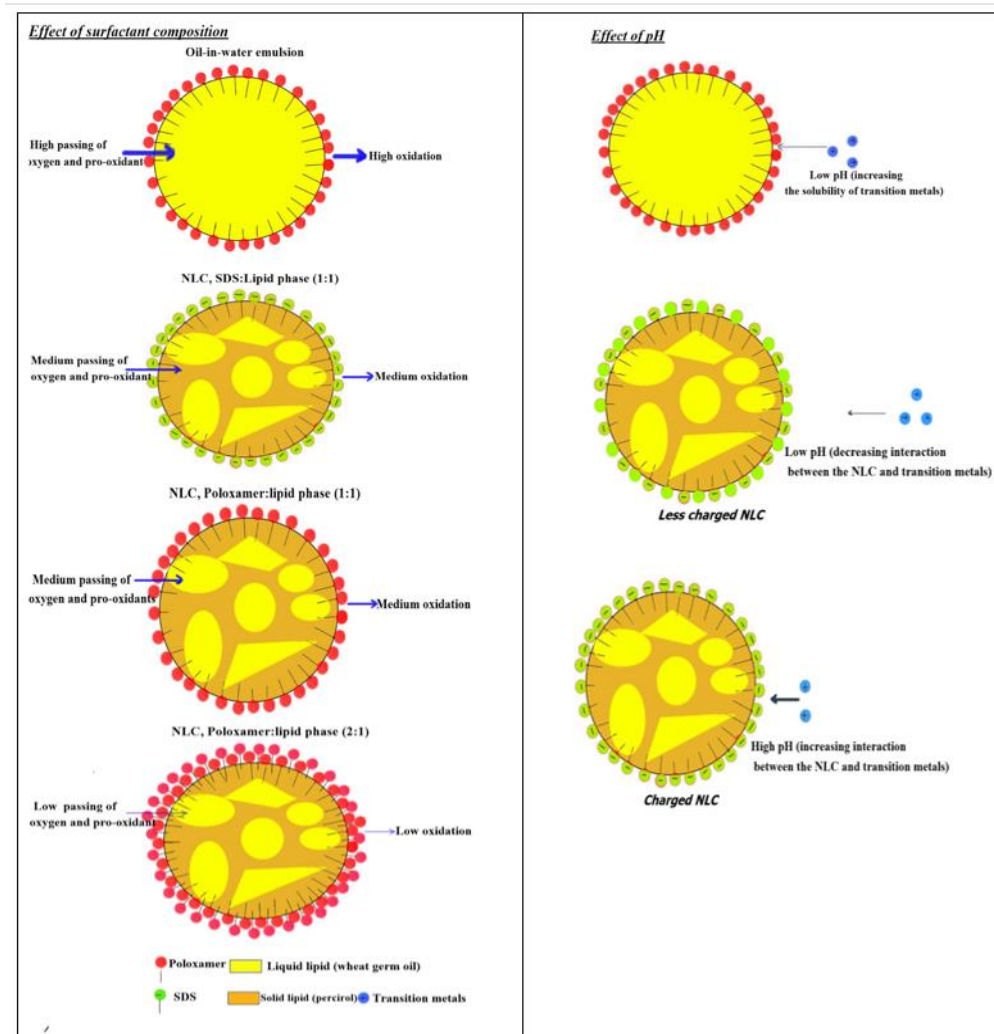 Effect of surfactant composition
Oil-in-water emulsion
High passing of
oxygen and pro-oxidant
High oxidation
NLC, SDS:Lipid phase (1:1)
Medium passing of
oxygen and pro-oxidant
Medium oxidation
NLC, Poloxamer:lipid phase (1:1)
Medium passing of
oxygen and pro-oxidants
Medium oxidation
NLC, Poloxamer:lipid phase (2:1)
Low passing of
oxygen and pro-oxidant
Low oxidation
Poloxamer
Liquid lipid (wheat germ oil)
SDS
Solid lipid (percirol)
Transition metals
Effect of pH
Low pH (increasing
the solubility of transition metals)
Low pH (decreasing interaction
between the NLC and transition metals)
Less charged NLC
High pH (increasing interaction
between the NLC and transition metals)
Charged NLC